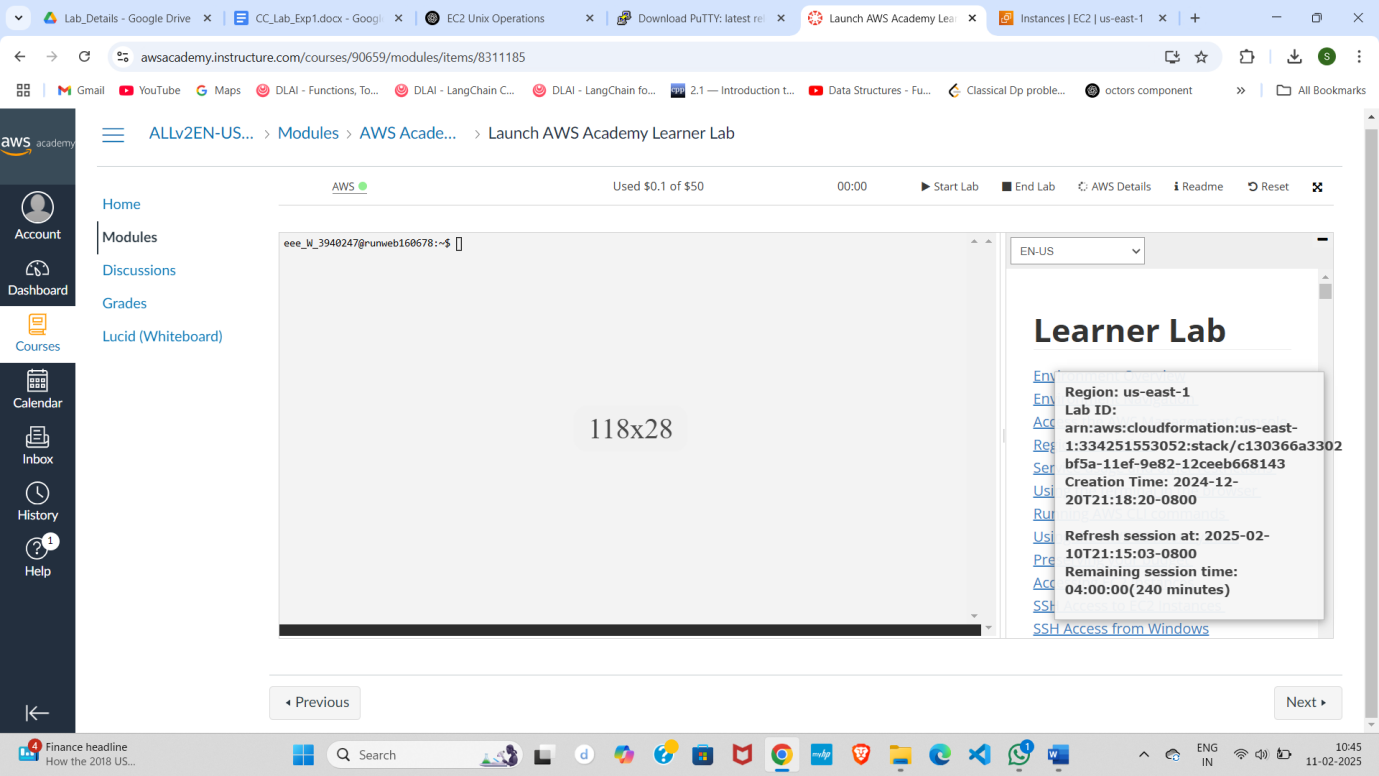 Lab_Details - Google Drive
CC_Lab_Exp1.docx - Googl
EC2 Unix Operations
Download PuTTY: latest rel
Launch AWS Academy Lear
Instances | EC2 | us-east-1
awsacademy.instructure.com/courses/90659/modules/items/8311185
S
Gmail
YouTube
Maps
DLAI - Functions, To...
DLAI - LangChain C...
DLAI - LangChain fo...
2.1 — Introduction t...
Data Structures - Fu...
Classical Dp proble...
octors component
All Bookmarks
aws academy
ALLv2EN-US... > Modules > AWS Acade... > Launch AWS Academy Learner Lab
AWS
Used $0.1 of $50
00:00
Start Lab
End Lab
AWS Details
Readme
Reset
Account
Dashboard
Courses
Calendar
Inbox
History
1
Help
Home
Modules
Discussions
Grades
Lucid (Whiteboard)
eee_W_3940247@runweb160678:~$
118x28
EN-US
Learner Lab
Region: us-east-1
Lab ID:
arn:aws:cloudformation:us-east-
1:334251553052:stack/c130366a3302
bf5a-11ef-9e82-12ceeb668143
Creation Time: 2024-12-
20T21:18:20-0800
Refresh session at: 2025-02-
10T21:15:03-0800
Remaining session time:
04:00:00(240 minutes)
SSH Access from Windows
Previous
Next
4
Finance headline
How the 2018 US...
Search
ENG
IN
10:45
11-02-2025